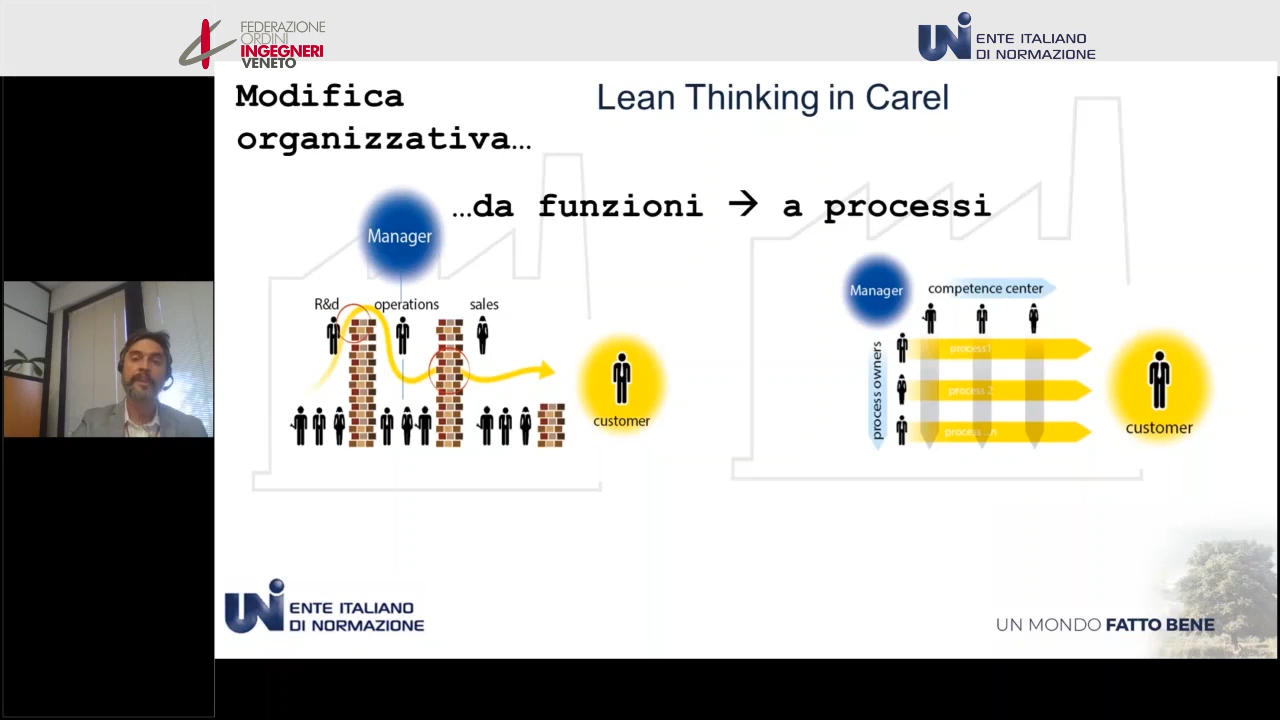 FEDERAZIONE
ORDINI
INGEGNERI
VENETO
UNI ENTE ITALIANO
DI NORMAZIONE
Modifica
organizzativa…
Lean Thinking in Carel
…da funzioni → a processi
Manager
R&d operations sales
customer
Manager
competence center
process owners
process1
process 2
process ...n
customer
UNI ENTE ITALIANO
DI NORMAZIONE
UN MONDO FATTO BENE